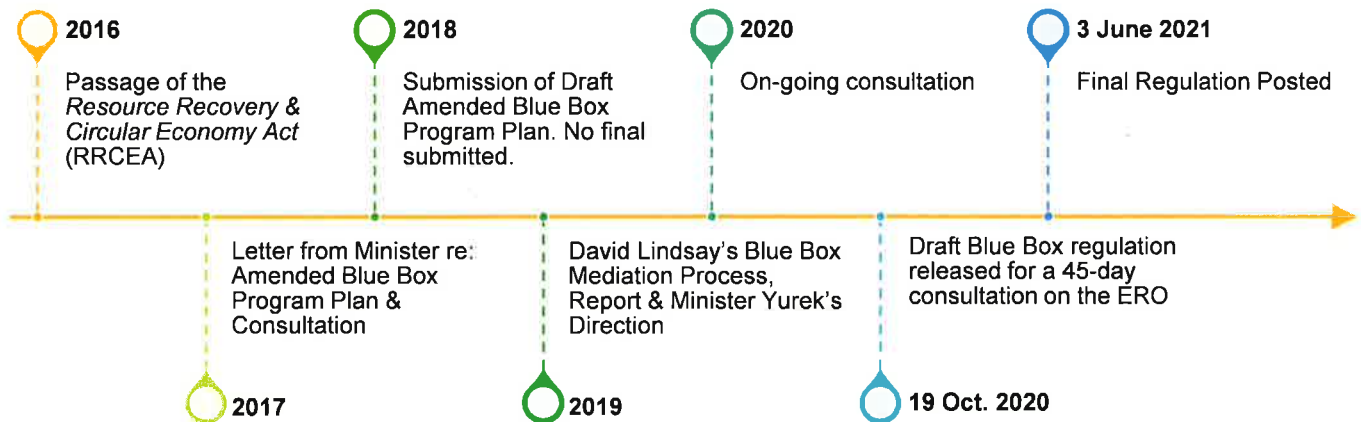 2016
Passage of the
Resource Recovery &
Circular Economy Act
(RRCEA)
2018
Submission of Draft
Amended Blue Box
Program Plan. No final
submitted.
2020
On-going consultation
3 June 2021
Final Regulation Posted
Letter from Minister re:
Amended Blue Box
Program Plan &
Consultation
2017
David Lindsay's Blue Box
Mediation Process,
Report & Minister Yurek's
Direction
2019
Draft Blue Box regulation
released for a 45-day
consultation on the ERO
19 Oct. 2020